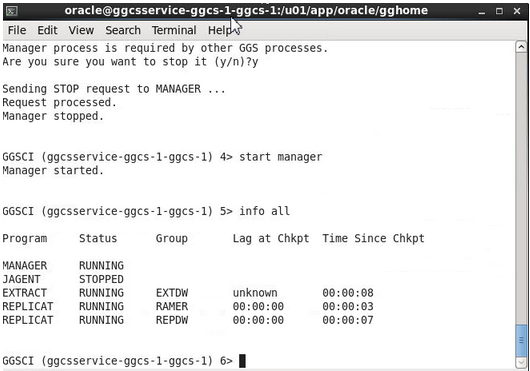 oracle@ggcsservice-ggcs-1-ggcs-1:/u01/app/oracle/gghome
File Edit View Search Terminal Help
Manager process is required by other GGS processes.
Are you sure you want to stop it (y/n)?y
Sending STOP request to MANAGER ...
Request processed.
Manager stopped.
GGSCI (ggcsservice-ggcs-1-ggcs-1) 4> start manager
Manager started.
GGSCI (ggcsservice-ggcs-1-ggcs-1) 5> info all
Program Status Group Lag at Chkpt Time Since Chkpt
MANAGER RUNNING
JAGENT STOPPED
EXTRACT RUNNING EXTDW unknown 00:00:08
REPLICAT RUNNING RAMER 00:00:00 00:00:03
REPLICAT RUNNING REPDW 00:00:00 00:00:07
GGSCI (ggcsservice-ggcs-1-ggcs-1) 6>